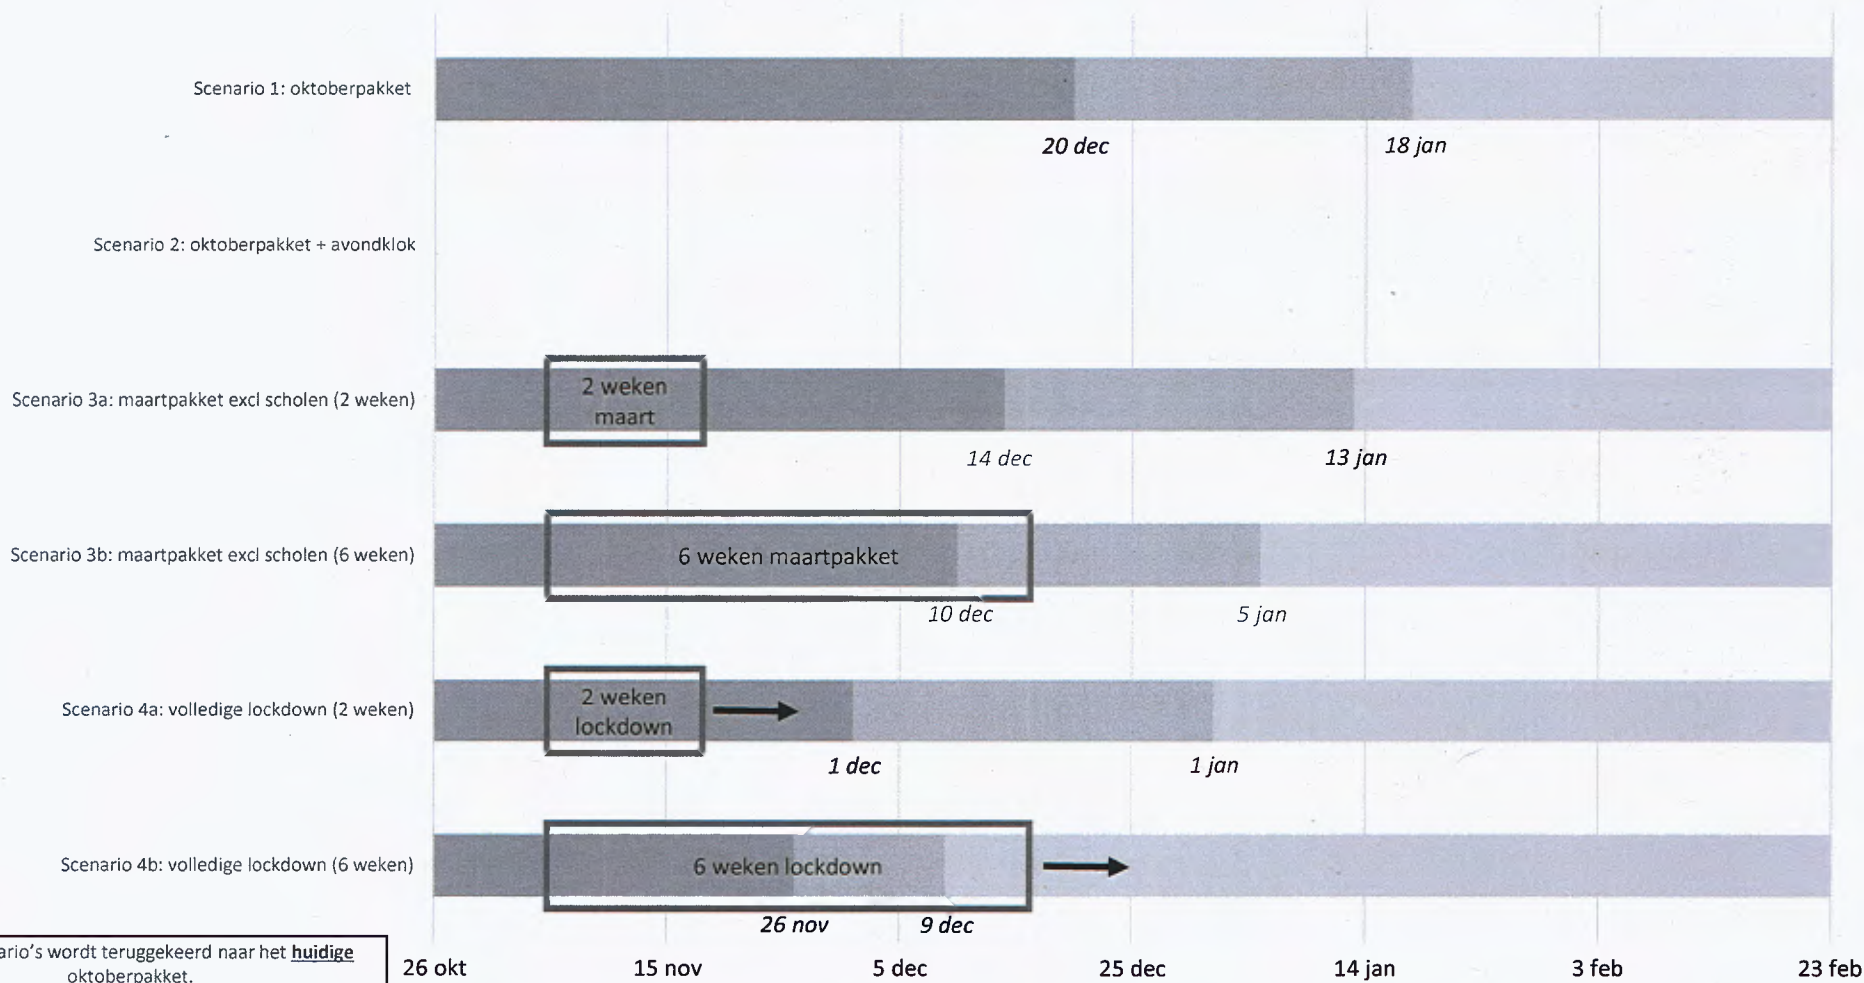 Scenario 1: oktoberpakket
20 dec
18 jan
Scenario 2: oktoberpakket + avondklok
Scenario 3a: maartpakket excl scholen (2 weken)
2 weken
maart
14 dec
13 jan
Scenario 3b: maartpakket excl scholen (6 weken)
6 weken maartpakket
10 dec
5 jan
Scenario 4a: volledige lockdown (2 weken)
2 weken
lockdown
1 dec
1 jan
Scenario 4b: volledige lockdown (6 weken)
6 weken lockdown
26 nov
9 dec
ario's wordt teruggekeerd naar het huidige
oktoberpakket.
26 okt
15 nov
5 dec
25 dec
14 jan
3 feb
23 feb